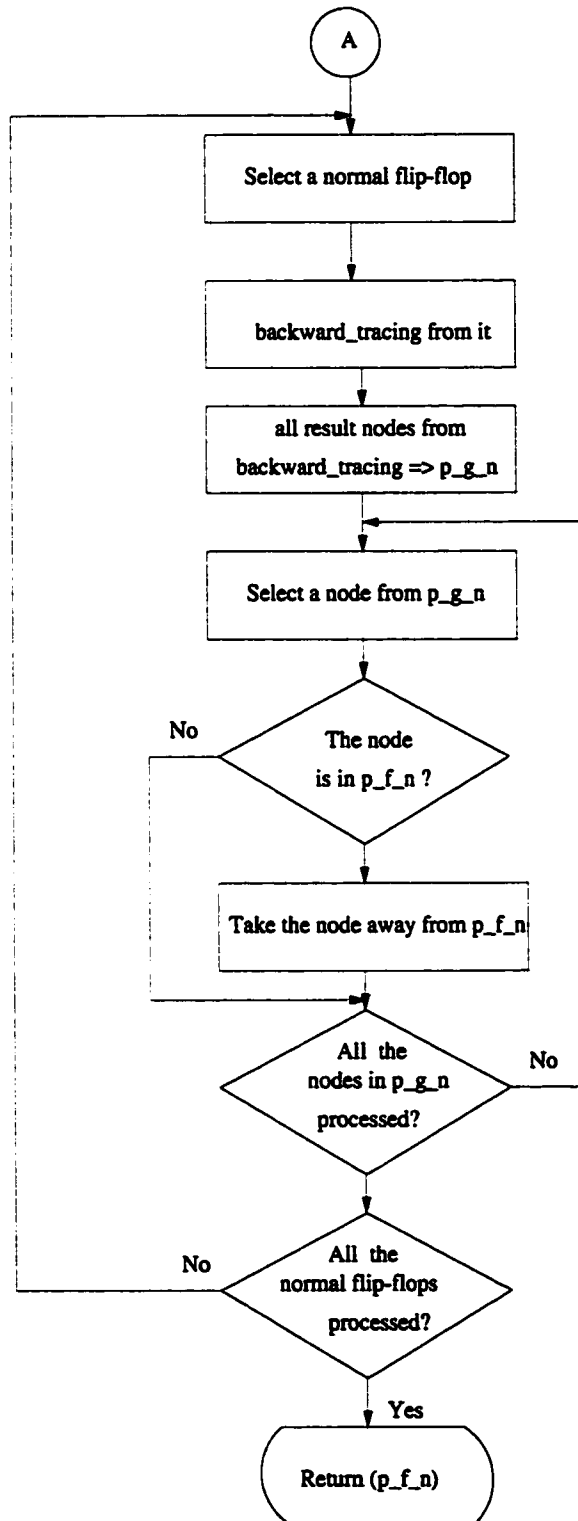 A
Select a normal flip-flop
backward_tracing from it
all result nodes from
backward_tracing => p_g_n
Select a node from p_g_n
No
The node
is in p_f_n ?
Take the node away from p_f_n
All the
nodes in p_g_n
processed?
No
No
All the
normal flip-flops
processed?
Yes
Return (p_f_n)